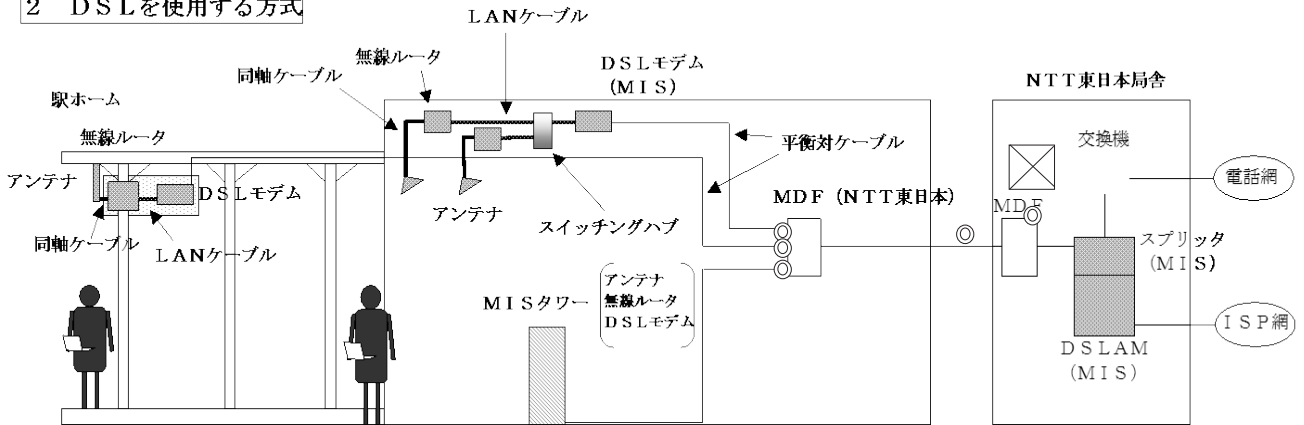 2　DSLを使用する方式
LANケーブル
無線ルータ
同軸ケーブル
DSLモデム
(MIS)
NTT東日本局舎
駅ホーム
無線ルータ
アンテナ
DSLモデム
同軸ケーブル
LANケーブル
アンテナ
スイッチングハブ
平衡対ケーブル
MDF(NTT東日本)
MISタワー
アンテナ
無線ルータ
DSLモデム
交換機
電話網
MDF
スプリッタ
(MIS)
ISP網
DSLAM
(MIS)